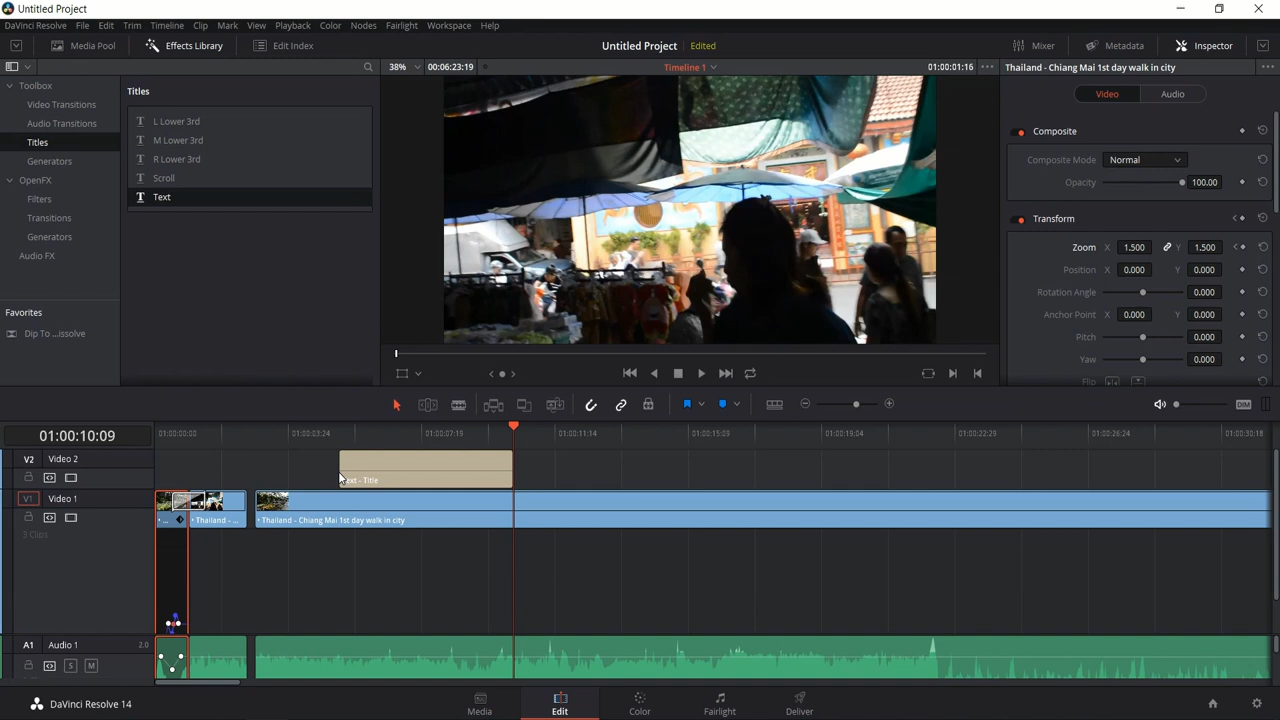 Untitled Project
DaVinci Resolve File Edit Trim Timeline Clip Mark View Playback Color Nodes Fairlight Workspace Help
Media Pool Effects Library Edit Index Untitled Project Edited Mixer Metadata Inspector
38% 00:06:23:19 Timeline 1 01:00:01:16 Thailand - Chiang Mai 1st day walk in city
Toolbox
Video Transitions
Audio Transitions
Titles
Generators
OpenFX
Filters
Transitions
Generators
Audio FX
Favorites
Dip To ...issolve
Titles
L Lower 3rd
M Lower 3rd
R Lower 3rd
Scroll
Text
Video Audio
Composite
Composite Mode Normal
Opacity 100.00
Transform
Zoom X 1.500 Y 1.500
Position X 0.000 Y 0.000
Rotation Angle 0.000
Anchor Point X 0.000 Y 0.000
Pitch 0.000
Yaw 0.000
Flip
DIM
01:00:10:09 01:00:00:00 01:00:03:24 01:00:07:19 01:00:11:14 01:00:15:09 01:00:19:04 01:00:22:29 01:00:26:24 01:00:30:18
V2 Video 2
ext - Title
V1 Video 1
3 Clips
... Thailand - ... Thailand - Chiang Mai 1st day walk in city
A1 Audio 1 2.0
S M
DaVinci Resolve 14 Media Edit Color Fairlight Deliver